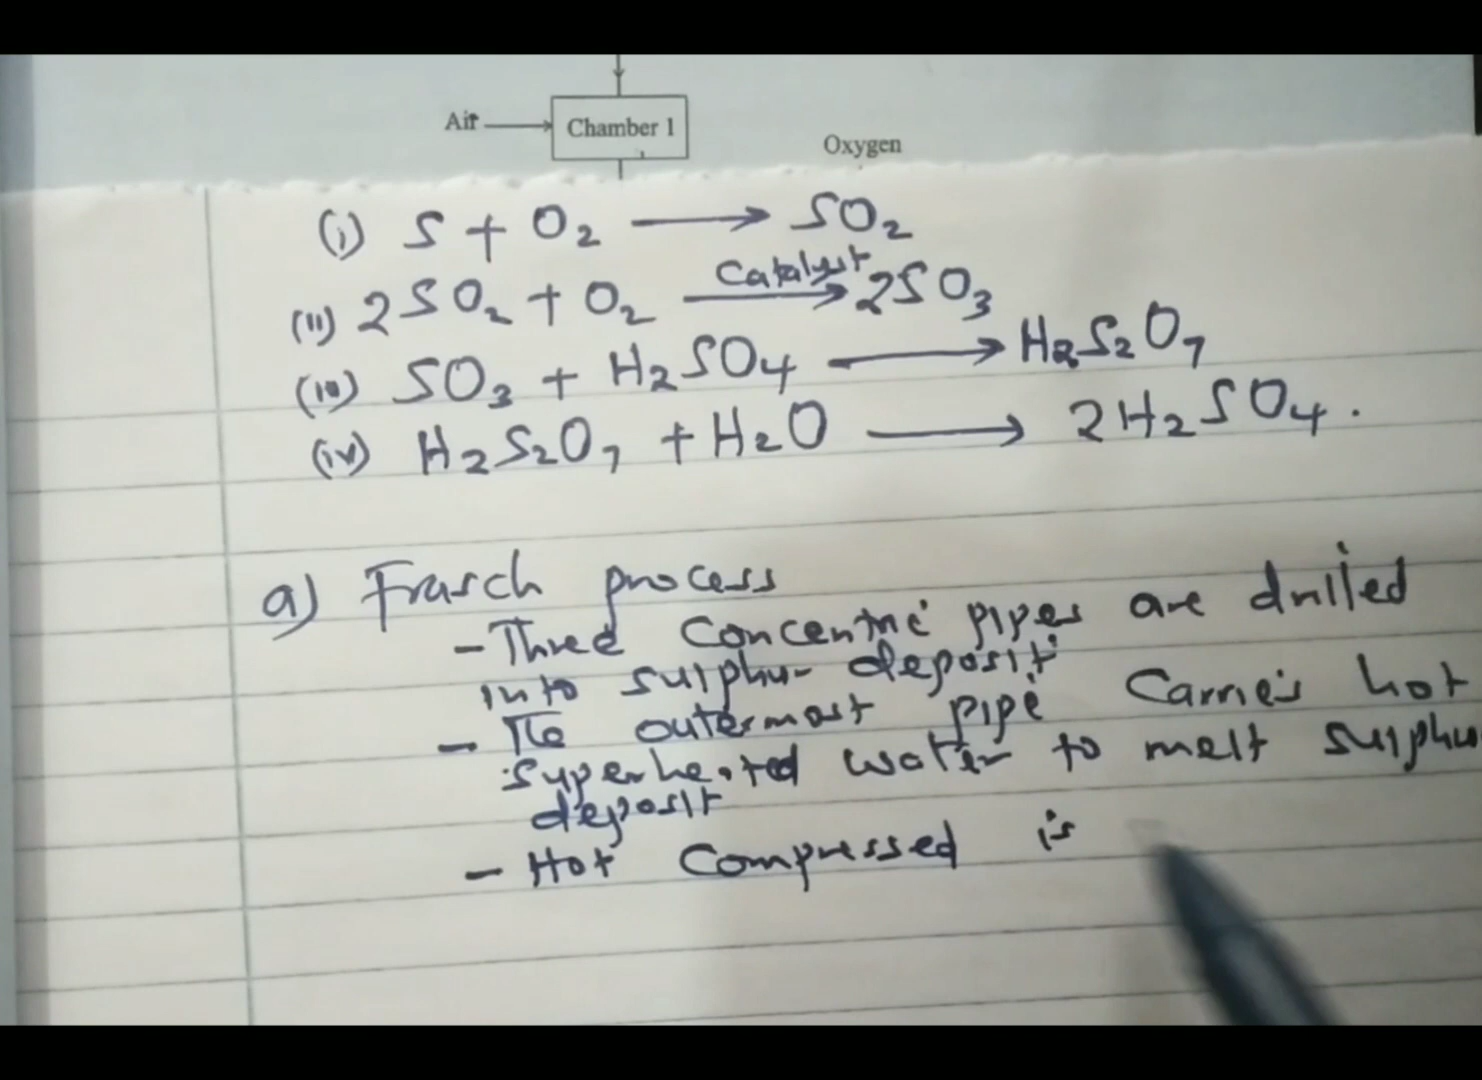 Air
Chamber 1
Oxygen
(i) S + O₂ ⟶ SO₂
(ii) 2SO₂ + O₂ ⟶ Catalyst 2SO₃
(iii) SO₃ + H₂SO₄ ⟶ H₂S₂O₇
(iv) H₂S₂O₇ + H₂O ⟶ 2H₂SO₄.
a) Frasch process
- Three concentric pipes are drilled
into sulphur deposit
- The outermost pipe carries hot
superheated water to melt sulphu
deposit
- Hot compressed is